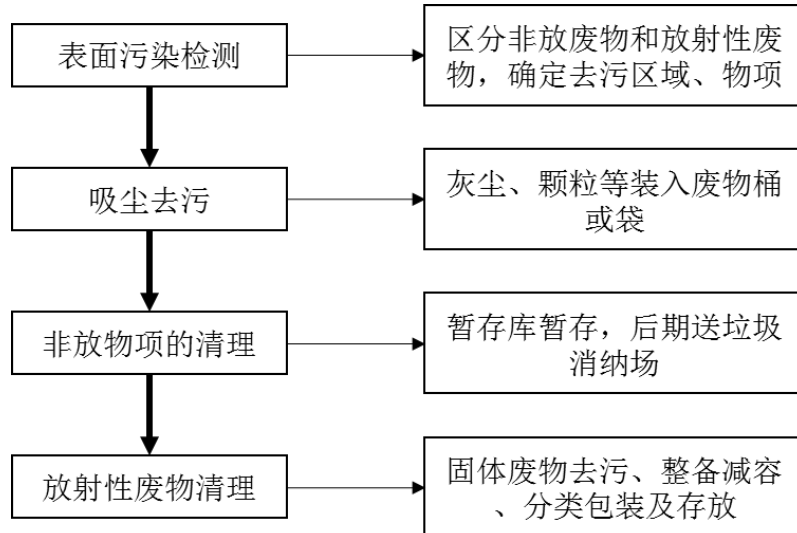 表面污染检测
区分非放废物和放射性废
物，确定去污区域、物项
吸尘去污
灰尘、颗粒等装入废物桶
或袋
非放物项的清理
暂存库暂存，后期送垃圾
消纳场
放射性废物清理
固体废物去污、整备减容
、分类包装及存放